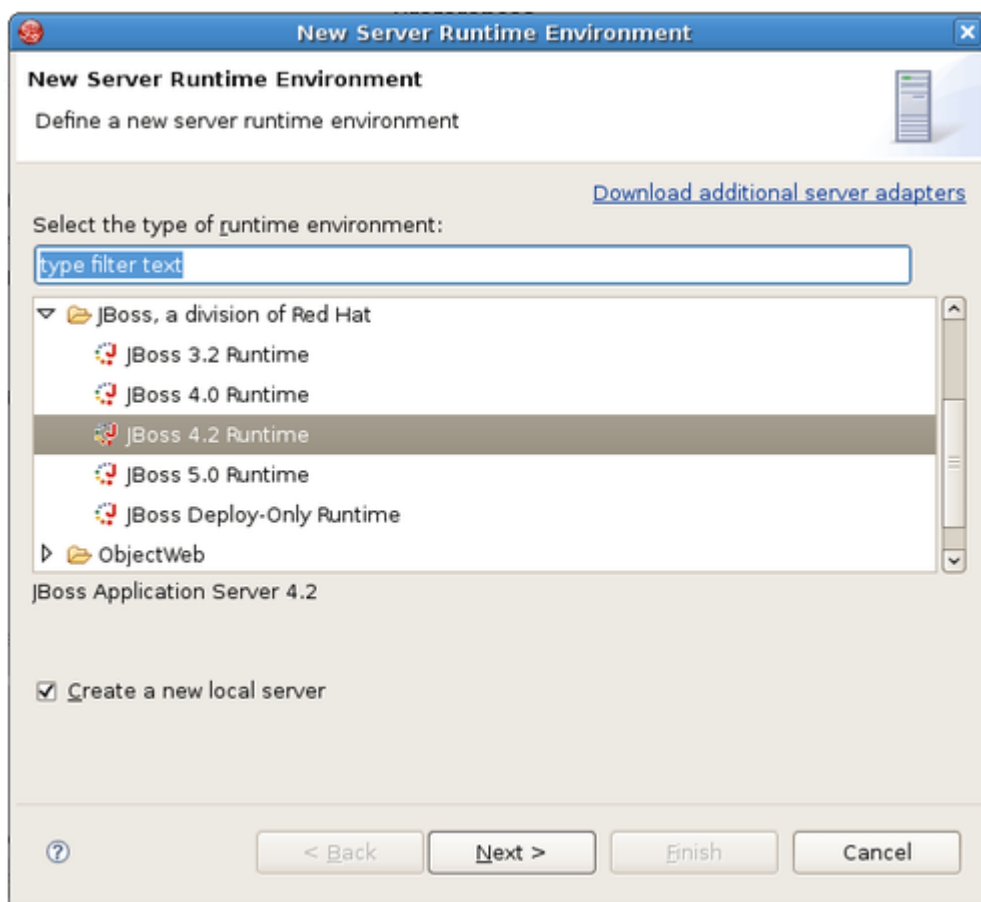 New Server Runtime Environment
New Server Runtime Environment
Define a new server runtime environment
Download additional server adapters
Select the type of runtime environment:
type filter text
JBoss, a division of Red Hat
JBoss 3.2 Runtime
JBoss 4.0 Runtime
JBoss 4.2 Runtime
JBoss 5.0 Runtime
JBoss Deploy-Only Runtime
ObjectWeb
JBoss Application Server 4.2
Create a new local server
? < Back Next > Finish Cancel